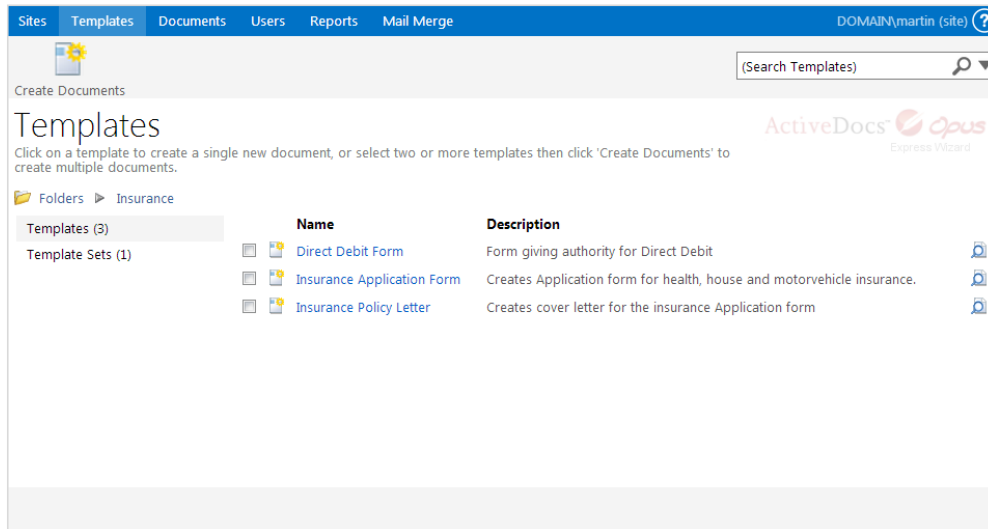 Sites Templates Documents Users Reports Mail Merge DOMAIN\martin (site) ?
Create Documents
(Search Templates)
Templates
ActiveDocs Opus
Express Wizard
Click on a template to create a single new document, or select two or more templates then click 'Create Documents' to
create multiple documents.
Folders Insurance
Templates (3)
Template Sets (1)
Name Description
Direct Debit Form Form giving authority for Direct Debit
Insurance Application Form Creates Application form for health, house and motorvehicle insurance.
Insurance Policy Letter Creates cover letter for the insurance Application form